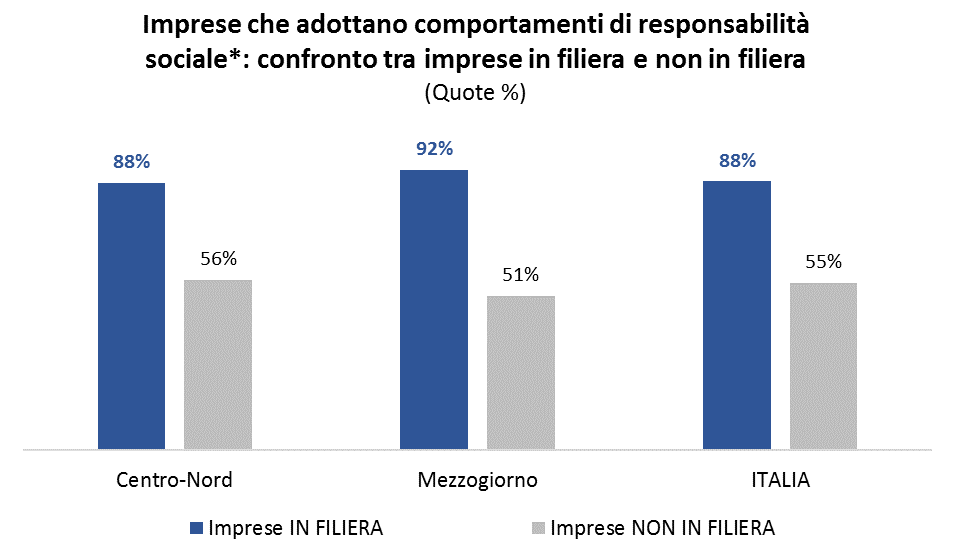 Imprese che adottano comportamenti di responsabilità
sociale*: confronto tra imprese in filiera e non in filiera
(Quote %)
88%
56%
92%
51%
88%
55%
Centro-Nord
Mezzogiorno
ITALIA
Imprese IN FILIERA
Imprese NON IN FILIERA